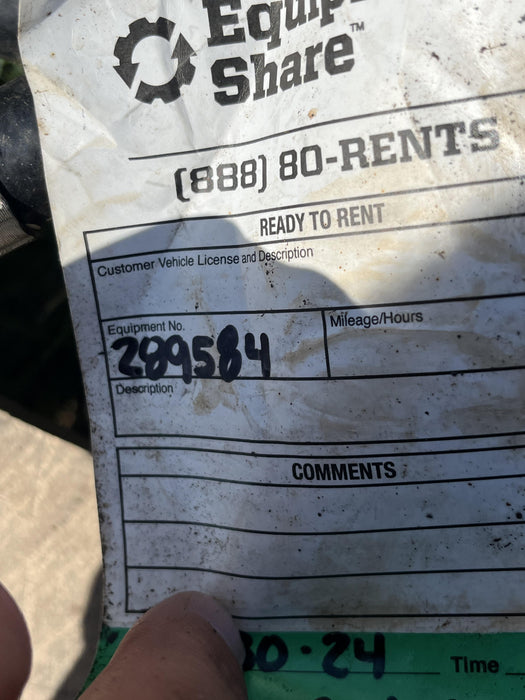 Equip
Share™
(888) 80-RENTS
READY TO RENT
Customer Vehicle License and Description
Equipment No.
Mileage/Hours
289584
Description
COMMENTS
30-24
Time